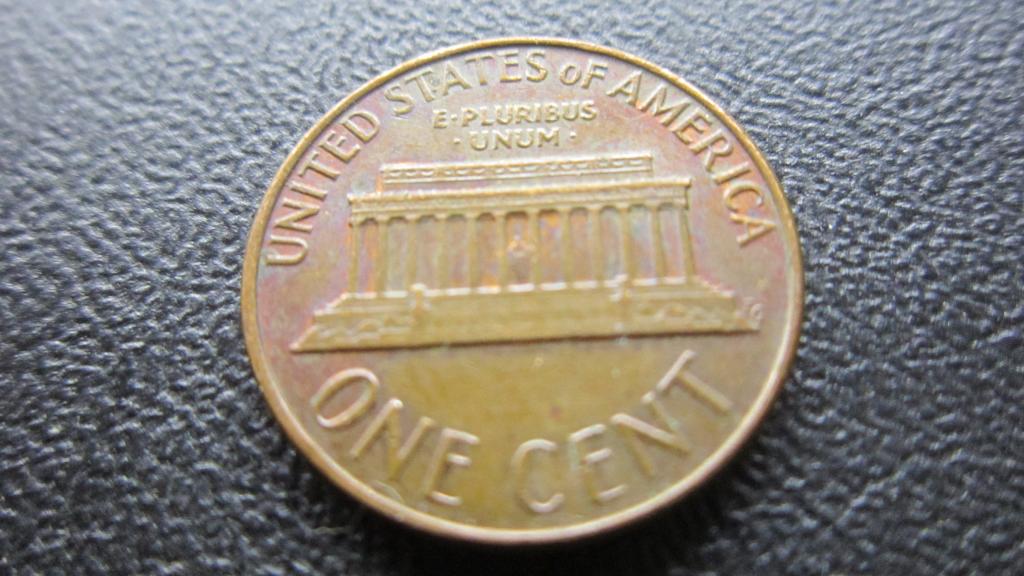 UNITED STATES OF AMERICA
E·PLURIBUS
·UNUM·
ONE CENT